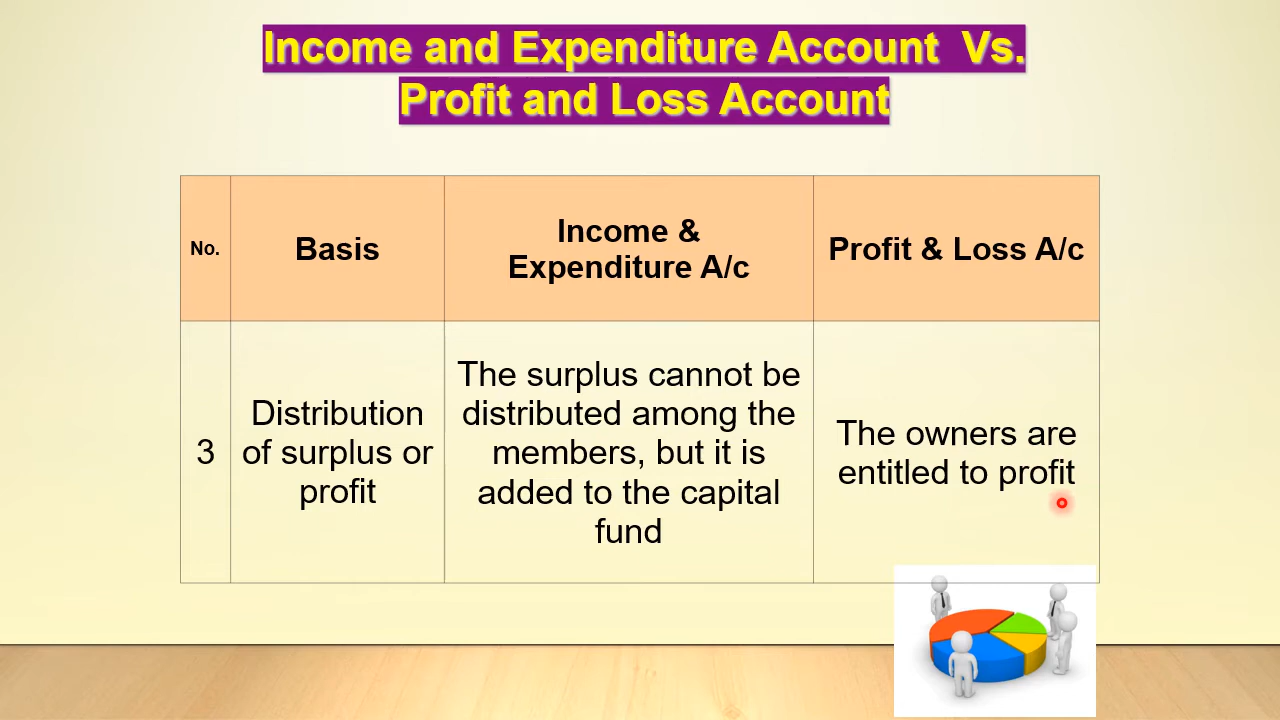 Income and Expenditure Account Vs.
Profit and Loss Account
No.
Basis
Income &
Expenditure A/c
Profit & Loss A/c
3
Distribution
of surplus or
profit
The surplus cannot be
distributed among the
members, but it is
added to the capital
fund
The owners are
entitled to profit